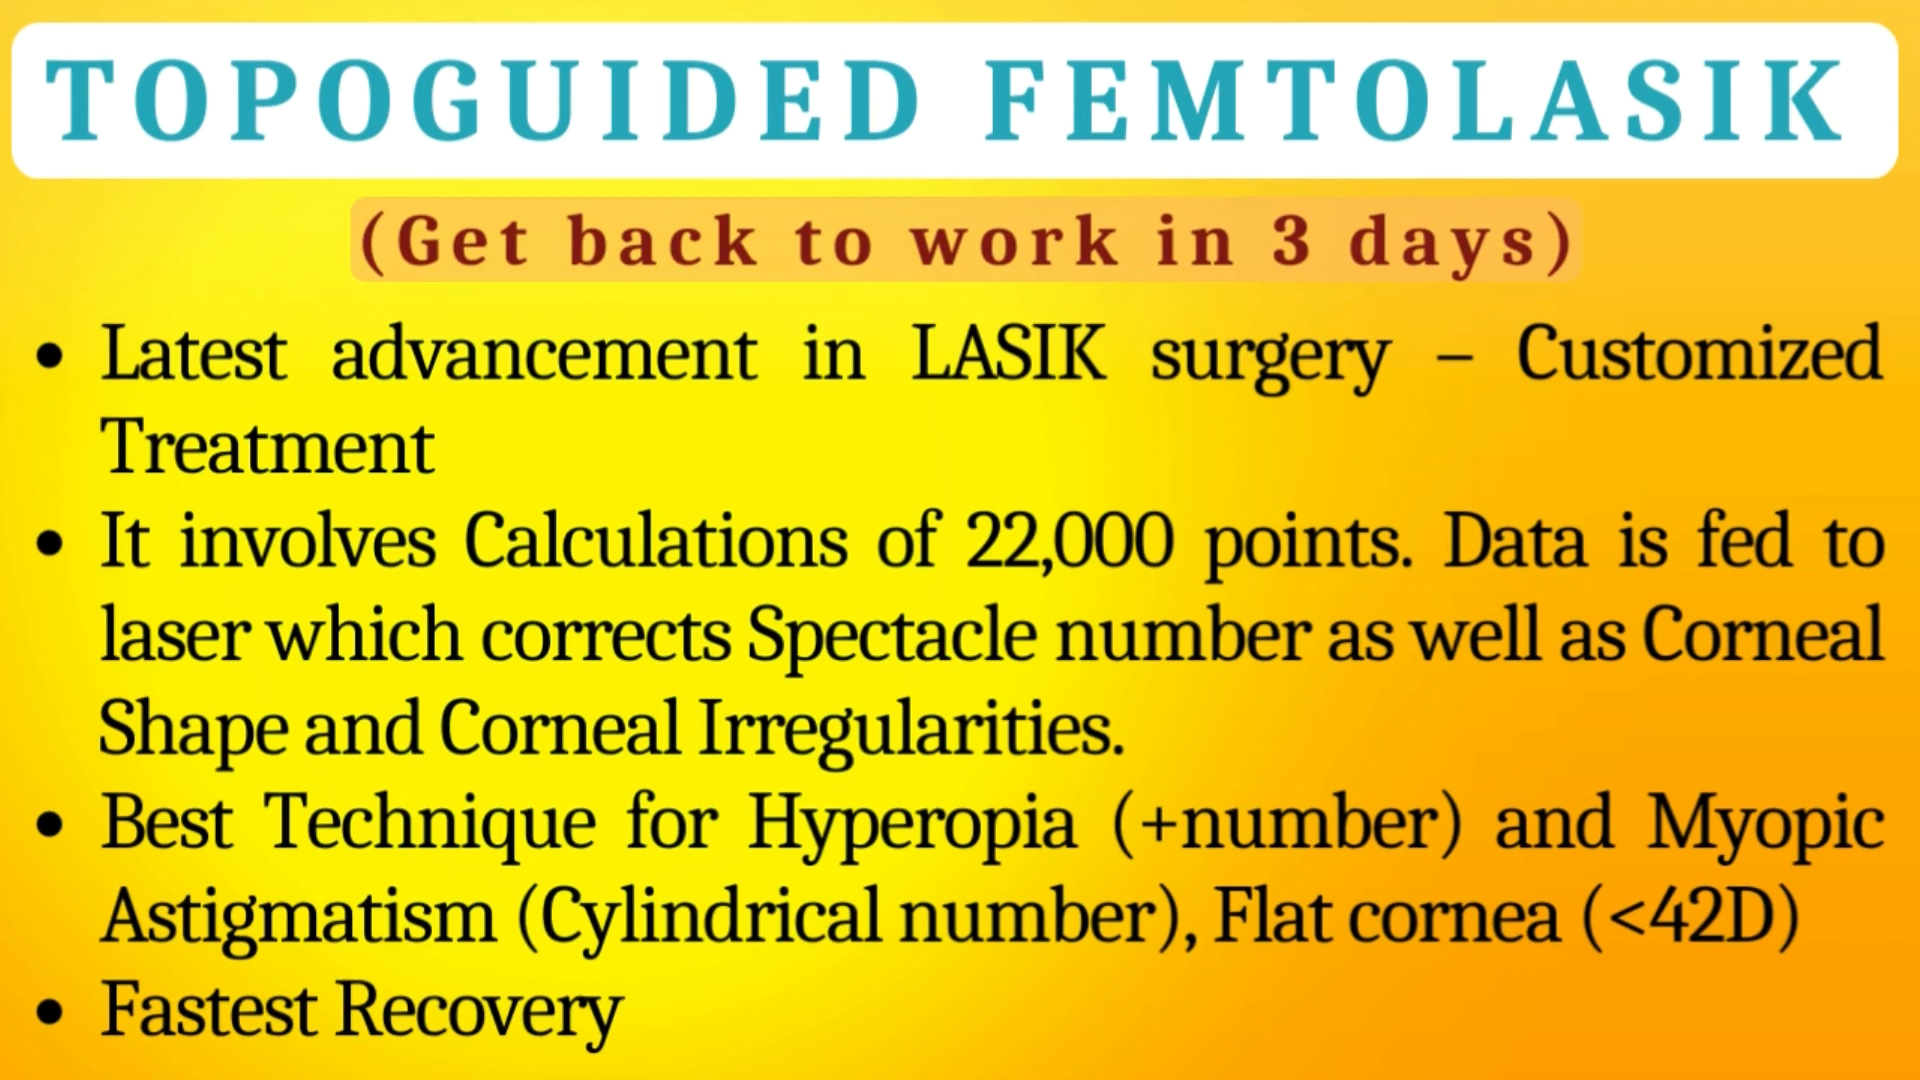 TOPOGUIDED FEMTOLASIK
(Get back to work in 3 days)
• Latest advancement in LASIK surgery – Customized
Treatment
• It involves Calculations of 22,000 points. Data is fed to
laser which corrects Spectacle number as well as Corneal
Shape and Corneal Irregularities.
• Best Technique for Hyperopia (+number) and Myopic
Astigmatism (Cylindrical number), Flat cornea (<42D)
• Fastest Recovery